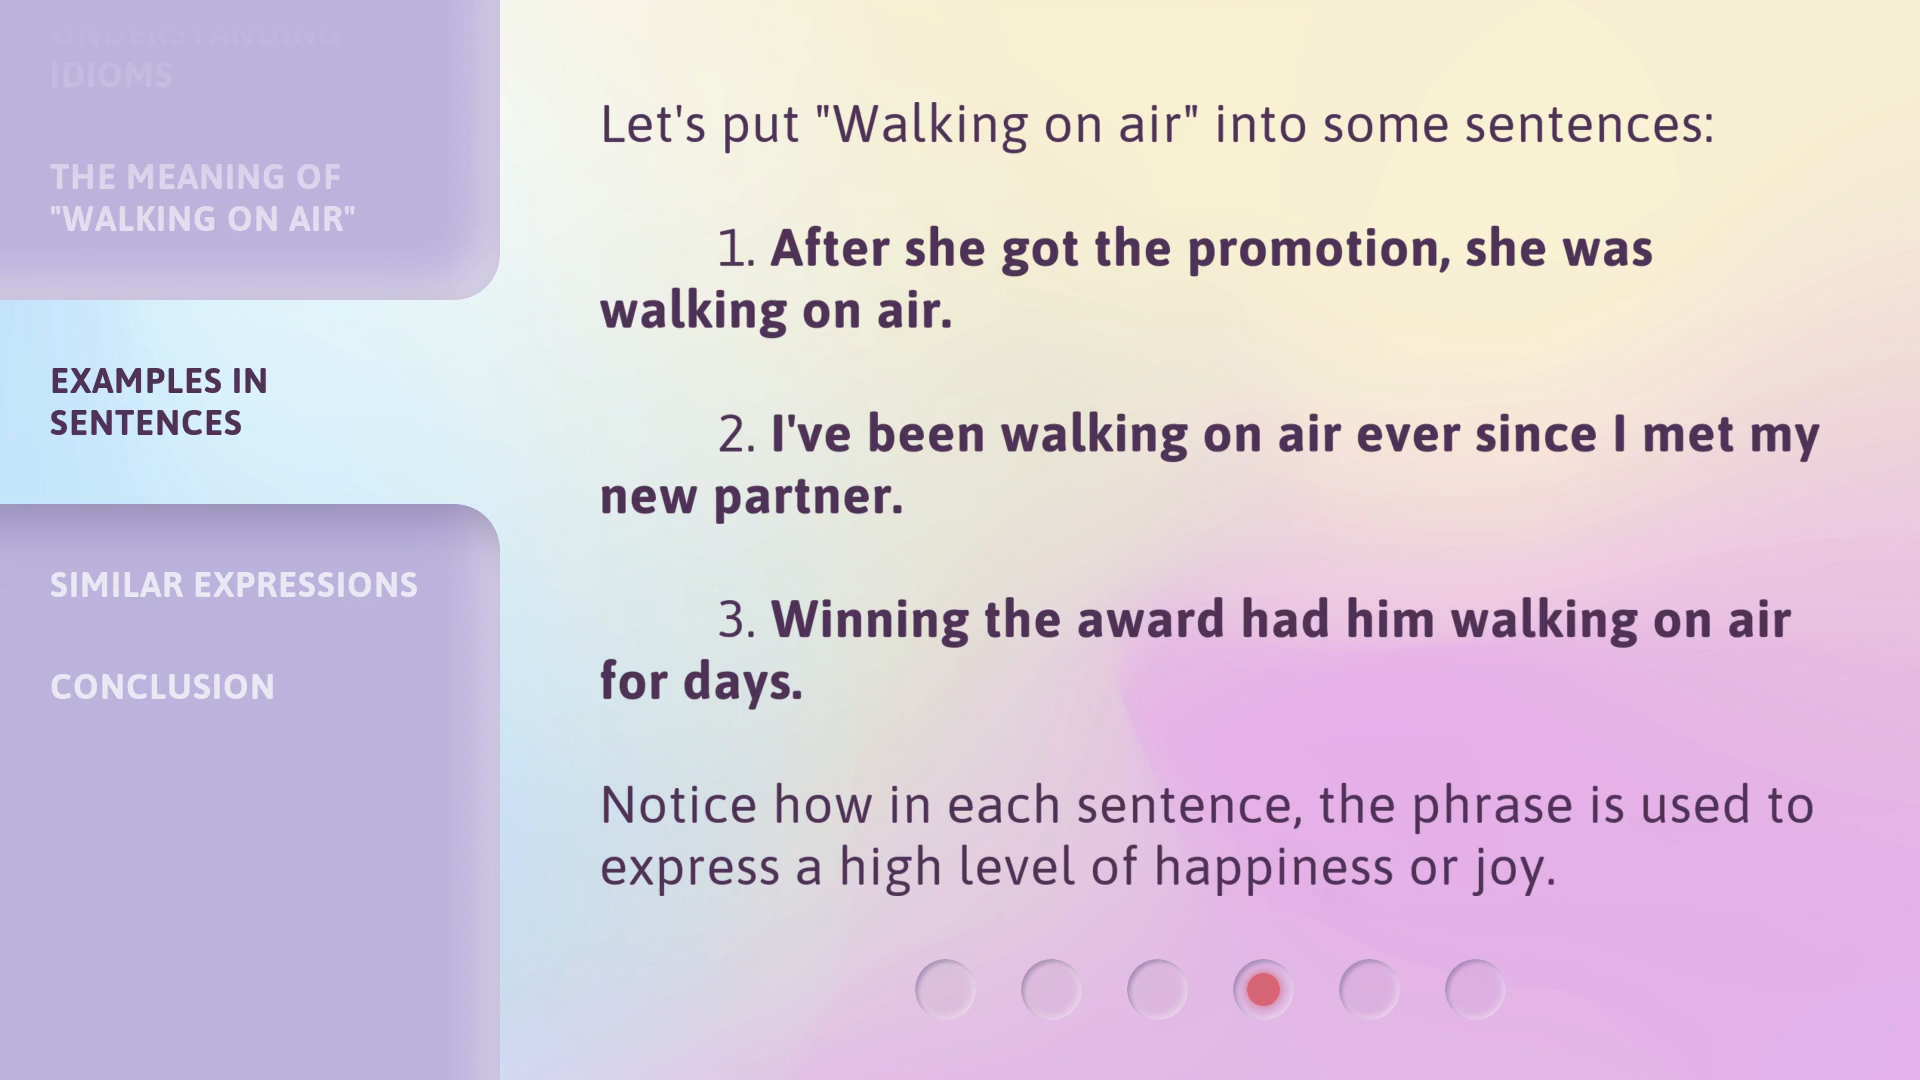 UNDERSTANDING
IDIOMS
THE MEANING OF
"WALKING ON AIR"
EXAMPLES IN
SENTENCES
SIMILAR EXPRESSIONS
CONCLUSION
Let's put "Walking on air" into some sentences:
1. After she got the promotion, she was
walking on air.
2. I've been walking on air ever since I met my
new partner.
3. Winning the award had him walking on air
for days.
Notice how in each sentence, the phrase is used to
express a high level of happiness or joy.